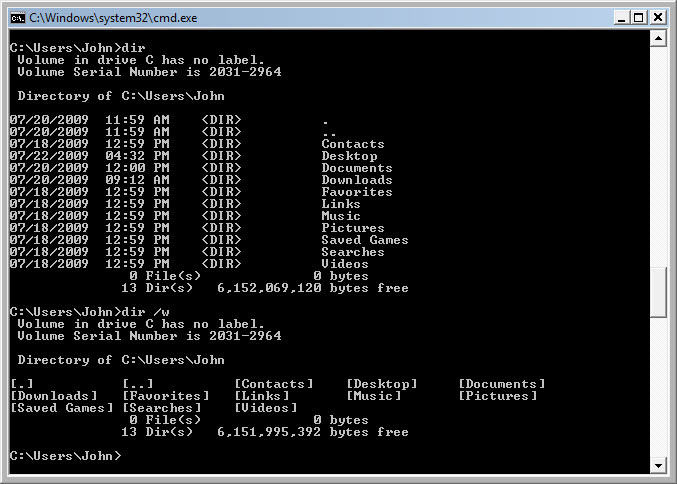 C:\Windows\system32\cmd.exe
C:\Users\John>dir
 Volume in drive C has no label.
 Volume Serial Number is 2031-2964

 Directory of C:\Users\John

07/20/2009  11:59 AM    <DIR>          .
07/20/2009  11:59 AM    <DIR>          ..
07/18/2009  12:59 PM    <DIR>          Contacts
07/22/2009  04:32 PM    <DIR>          Desktop
07/20/2009  12:00 PM    <DIR>          Documents
07/20/2009  09:12 AM    <DIR>          Downloads
07/18/2009  12:59 PM    <DIR>          Favorites
07/18/2009  12:59 PM    <DIR>          Links
07/18/2009  12:59 PM    <DIR>          Music
07/18/2009  12:59 PM    <DIR>          Pictures
07/18/2009  12:59 PM    <DIR>          Saved Games
07/18/2009  12:59 PM    <DIR>          Searches
07/18/2009  12:59 PM    <DIR>          Videos
               0 File(s)              0 bytes
              13 Dir(s)   6,152,069,120 bytes free

C:\Users\John>dir /w
 Volume in drive C has no label.
 Volume Serial Number is 2031-2964

 Directory of C:\Users\John

[.]           [..]          [Contacts]    [Desktop]     [Documents]
[Downloads]   [Favorites]   [Links]       [Music]       [Pictures]
[Saved Games] [Searches]    [Videos]
               0 File(s)              0 bytes
              13 Dir(s)   6,151,995,392 bytes free

C:\Users\John>